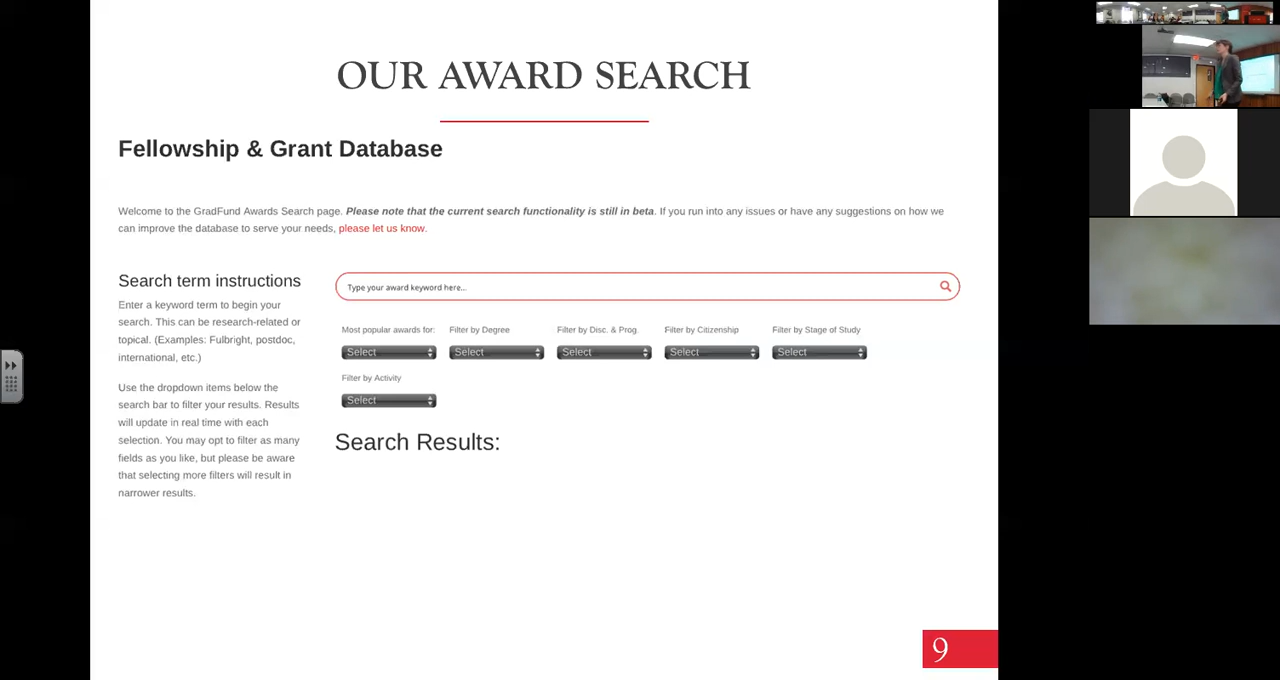 OUR AWARD SEARCH
Fellowship & Grant Database
Welcome to the GradFund Awards Search page. Please note that the current search functionality is still in beta. If you run into any issues or have any suggestions on how we
can improve the database to serve your needs, please let us know.
Search term instructions
Enter a keyword term to begin your
search. This can be research-related or
topical. (Examples: Fulbright, postdoc,
international, etc.)
Use the dropdown items below the
search bar to filter your results. Results
will update in real time with each
selection. You may opt to filter as many
fields as you like, but please be aware
that selecting more filters will result in
narrower results.
Type your award keyword here...
Most popular awards for: Filter by Degree Filter by Disc. & Prog. Filter by Citizenship Filter by Stage of Study
Select Select Select Select Select
Filter by Activity
Select
Search Results:
9